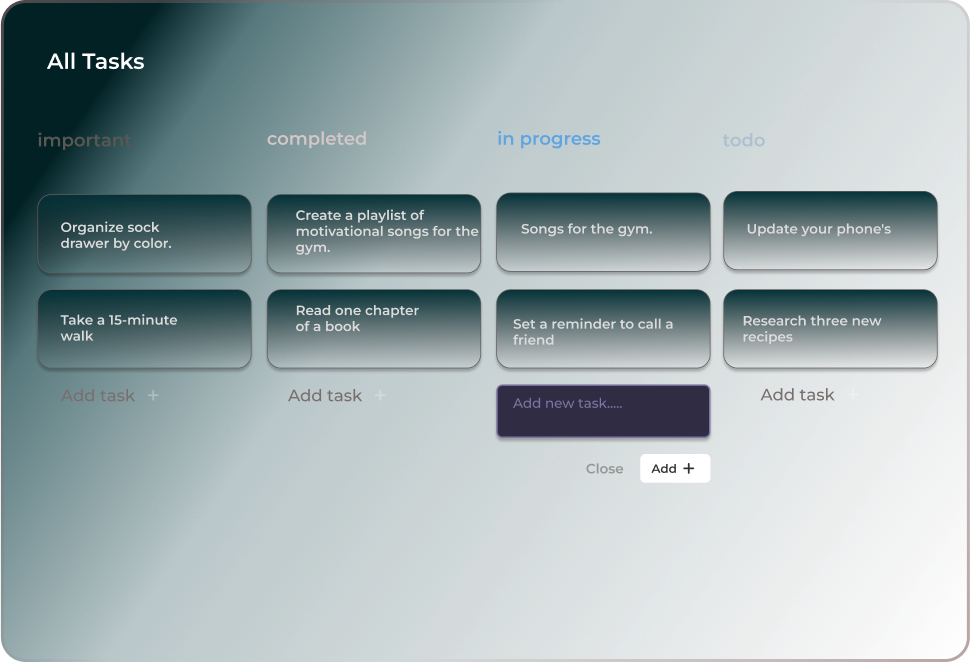 All Tasks
important
completed
in progress
todo
Organize sock
drawer by color.
Create a playlist of
motivational songs for the
gym.
Songs for the gym.
Update your phone's
Take a 15-minute
walk
Read one chapter
of a book
Set a reminder to call a
friend
Research three new
recipes
Add task +
Add task +
Add new task.....
Add task +
Close
Add +